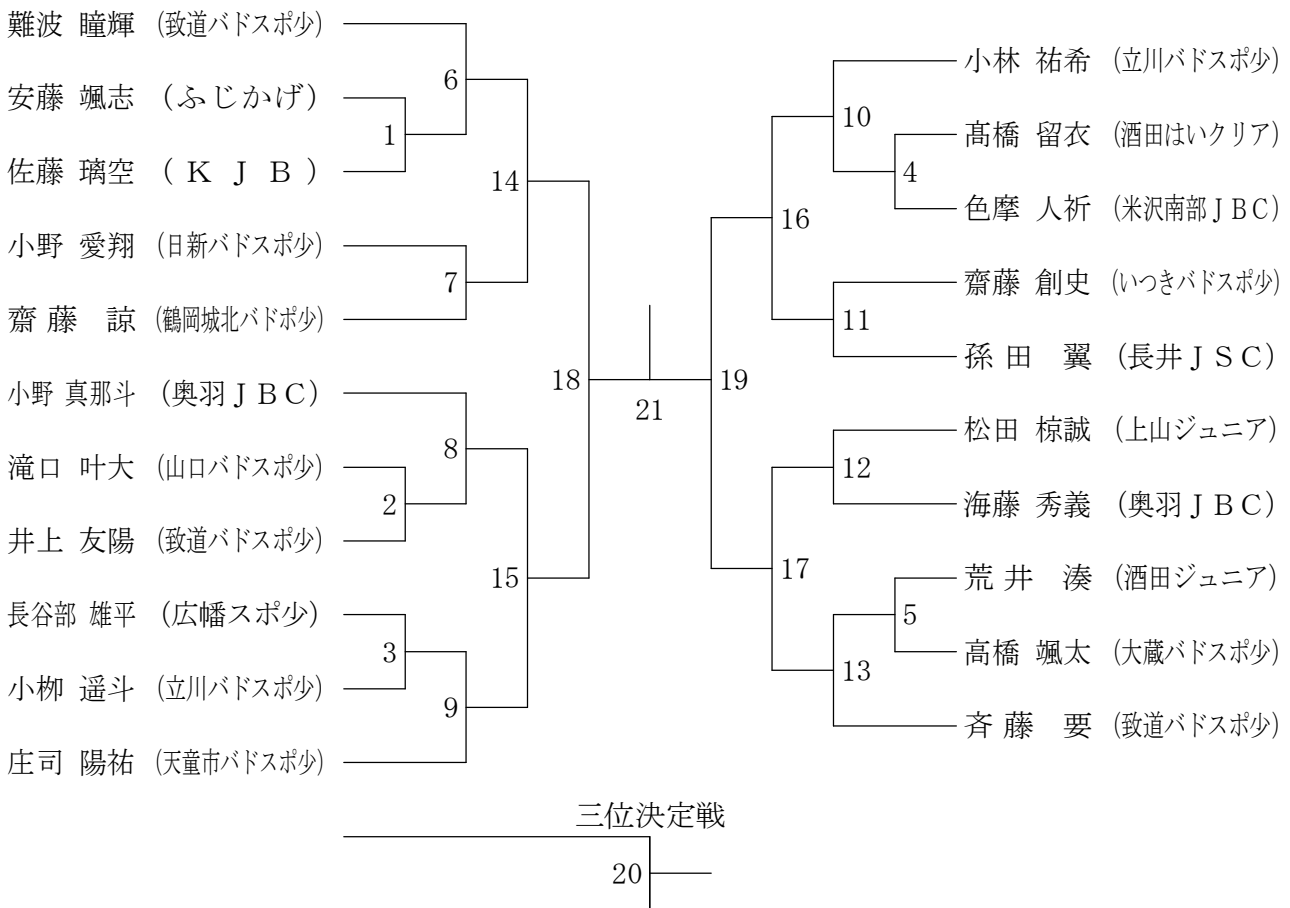 難波 瞳輝 (致道バドスポ少)
安藤 颯志 (ふじかげ)
佐藤 璃空 (ＫＪＢ)
小野 愛翔 (日新バドスポ少)
齋藤 諒 (鶴岡城北バドポ少)
小野 真那斗 (奥羽ＪＢＣ)
滝口 叶大 (山口バドスポ少)
井上 友陽 (致道バドスポ少)
長谷部 雄平 (広幡スポ少)
小栁 遥斗 (立川バドスポ少)
庄司 陽祐 (天童市バドスポ少)
1
2
3
6
7
8
9
14
15
18
21
19
16
17
10
11
12
13
4
5
小林 祐希 (立川バドスポ少)
髙橋 留衣 (酒田はいクリア)
色摩 人祈 (米沢南部ＪＢＣ)
齋藤 創史 (いつきバドスポ少)
孫田 翼 (長井ＪＳＣ)
松田 椋誠 (上山ジュニア)
海藤 秀義 (奥羽ＪＢＣ)
荒井 湊 (酒田ジュニア)
高橋 颯太 (大蔵バドスポ少)
斉藤 要 (致道バドスポ少)
三位決定戦
20